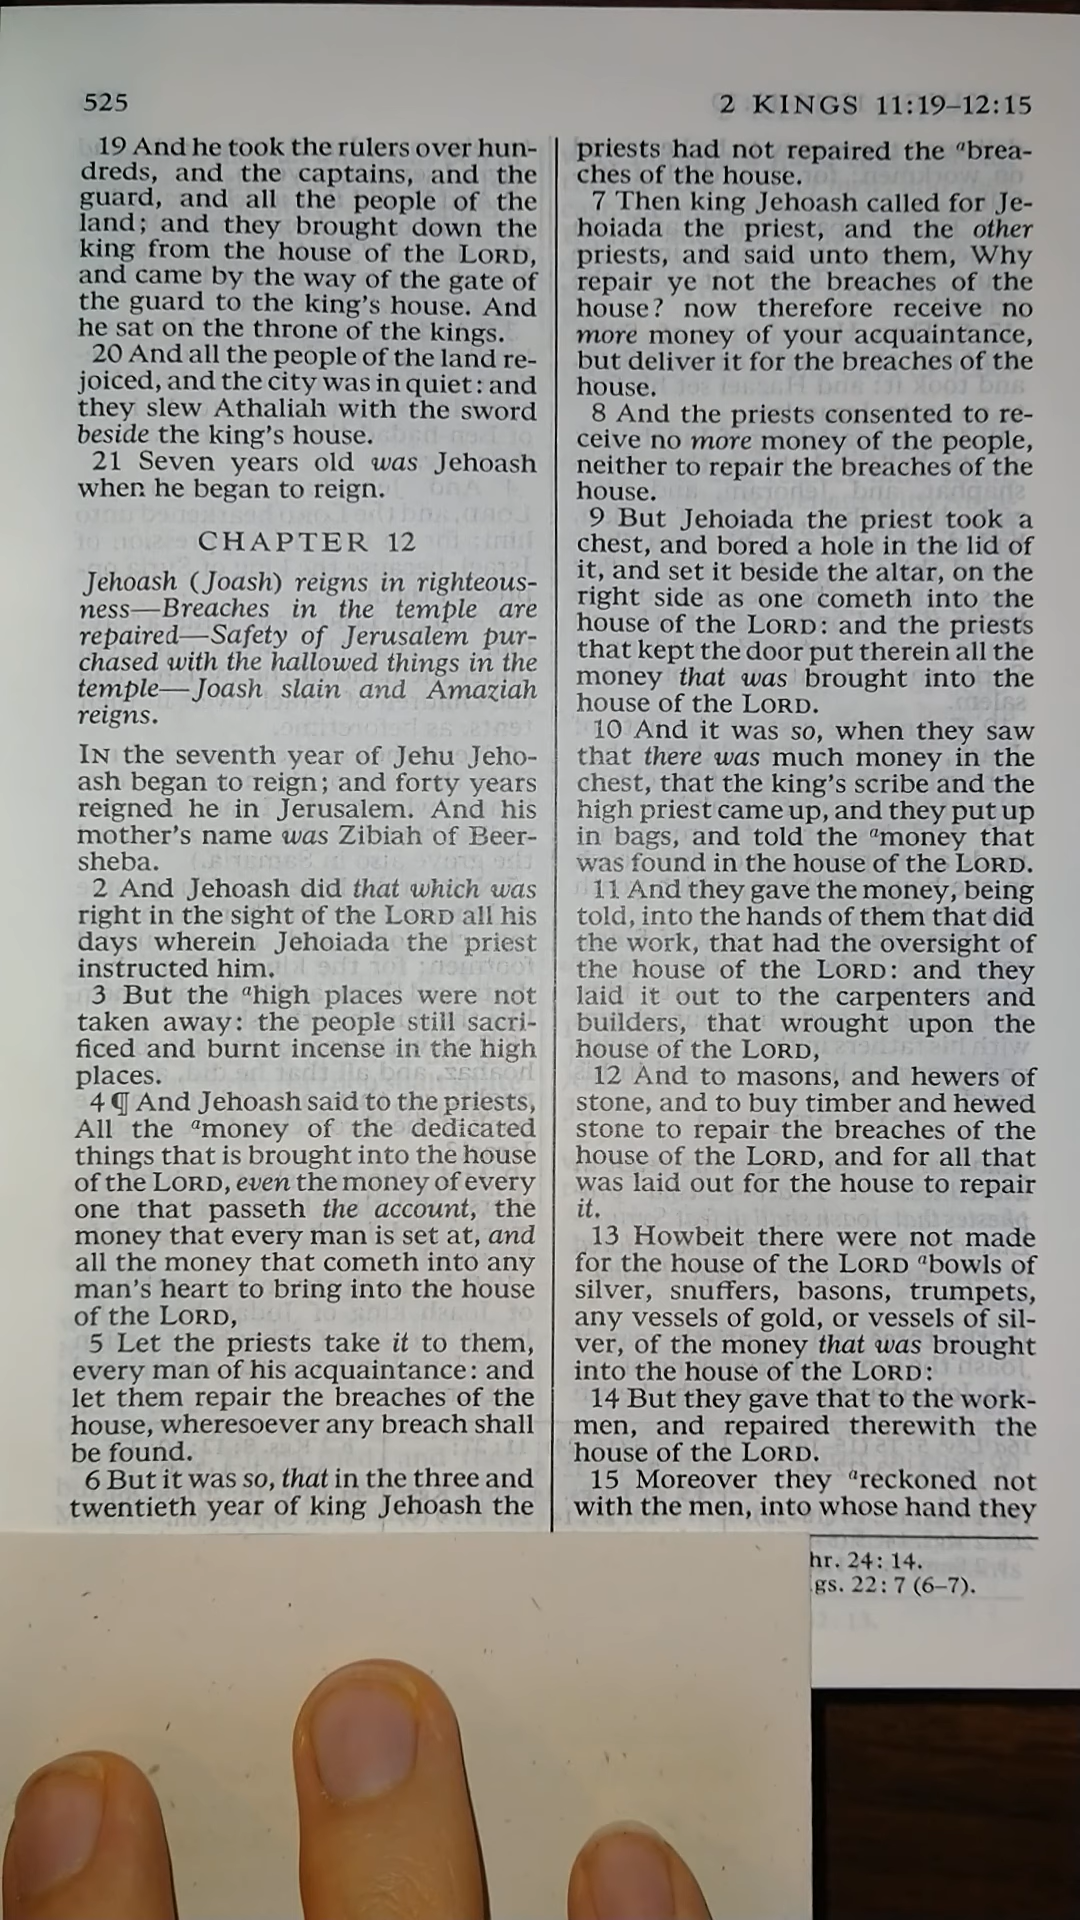 525
2 KINGS 11:19–12:15
19 And he took the rulers over hun-
dreds, and the captains, and the
guard, and all the people of the
land; and they brought down the
king from the house of the LORD,
and came by the way of the gate of
the guard to the king's house. And
he sat on the throne of the kings.
20 And all the people of the land re-
joiced, and the city was in quiet: and
they slew Athaliah with the sword
beside the king's house.
21 Seven years old was Jehoash
when he began to reign.
CHAPTER 12
Jehoash (Joash) reigns in righteous-
ness—Breaches in the temple are
repaired—Safety of Jerusalem pur-
chased with the hallowed things in the
temple—Joash slain and Amaziah
reigns.
IN the seventh year of Jehu Jeho-
ash began to reign; and forty years
reigned he in Jerusalem. And his
mother's name was Zibiah of Beer-
sheba.
2 And Jehoash did that which was
right in the sight of the LORD all his
days wherein Jehoiada the priest
instructed him.
3 But the ᵃhigh places were not
taken away: the people still sacri-
ficed and burnt incense in the high
places.
4 ¶ And Jehoash said to the priests,
All the ᵃmoney of the dedicated
things that is brought into the house
of the LORD, even the money of every
one that passeth the account, the
money that every man is set at, and
all the money that cometh into any
man's heart to bring into the house
of the LORD,
5 Let the priests take it to them,
every man of his acquaintance: and
let them repair the breaches of the
house, wheresoever any breach shall
be found.
6 But it was so, that in the three and
twentieth year of king Jehoash the
priests had not repaired the ᵃbrea-
ches of the house.
7 Then king Jehoash called for Je-
hoiada the priest, and the other
priests, and said unto them, Why
repair ye not the breaches of the
house? now therefore receive no
more money of your acquaintance,
but deliver it for the breaches of the
house.
8 And the priests consented to re-
ceive no more money of the people,
neither to repair the breaches of the
house.
9 But Jehoiada the priest took a
chest, and bored a hole in the lid of
it, and set it beside the altar, on the
right side as one cometh into the
house of the LORD: and the priests
that kept the door put therein all the
money that was brought into the
house of the LORD.
10 And it was so, when they saw
that there was much money in the
chest, that the king's scribe and the
high priest came up, and they put up
in bags, and told the ᵃmoney that
was found in the house of the LORD.
11 And they gave the money, being
told, into the hands of them that did
the work, that had the oversight of
the house of the LORD: and they
laid it out to the carpenters and
builders, that wrought upon the
house of the LORD,
12 And to masons, and hewers of
stone, and to buy timber and hewed
stone to repair the breaches of the
house of the LORD, and for all that
was laid out for the house to repair
it.
13 Howbeit there were not made
for the house of the LORD ᵃbowls of
silver, snuffers, basons, trumpets,
any vessels of gold, or vessels of sil-
ver, of the money that was brought
into the house of the LORD:
14 But they gave that to the work-
men, and repaired therewith the
house of the LORD.
15 Moreover they ᵃreckoned not
with the men, into whose hand they
hr. 24: 14.
gs. 22: 7 (6–7).